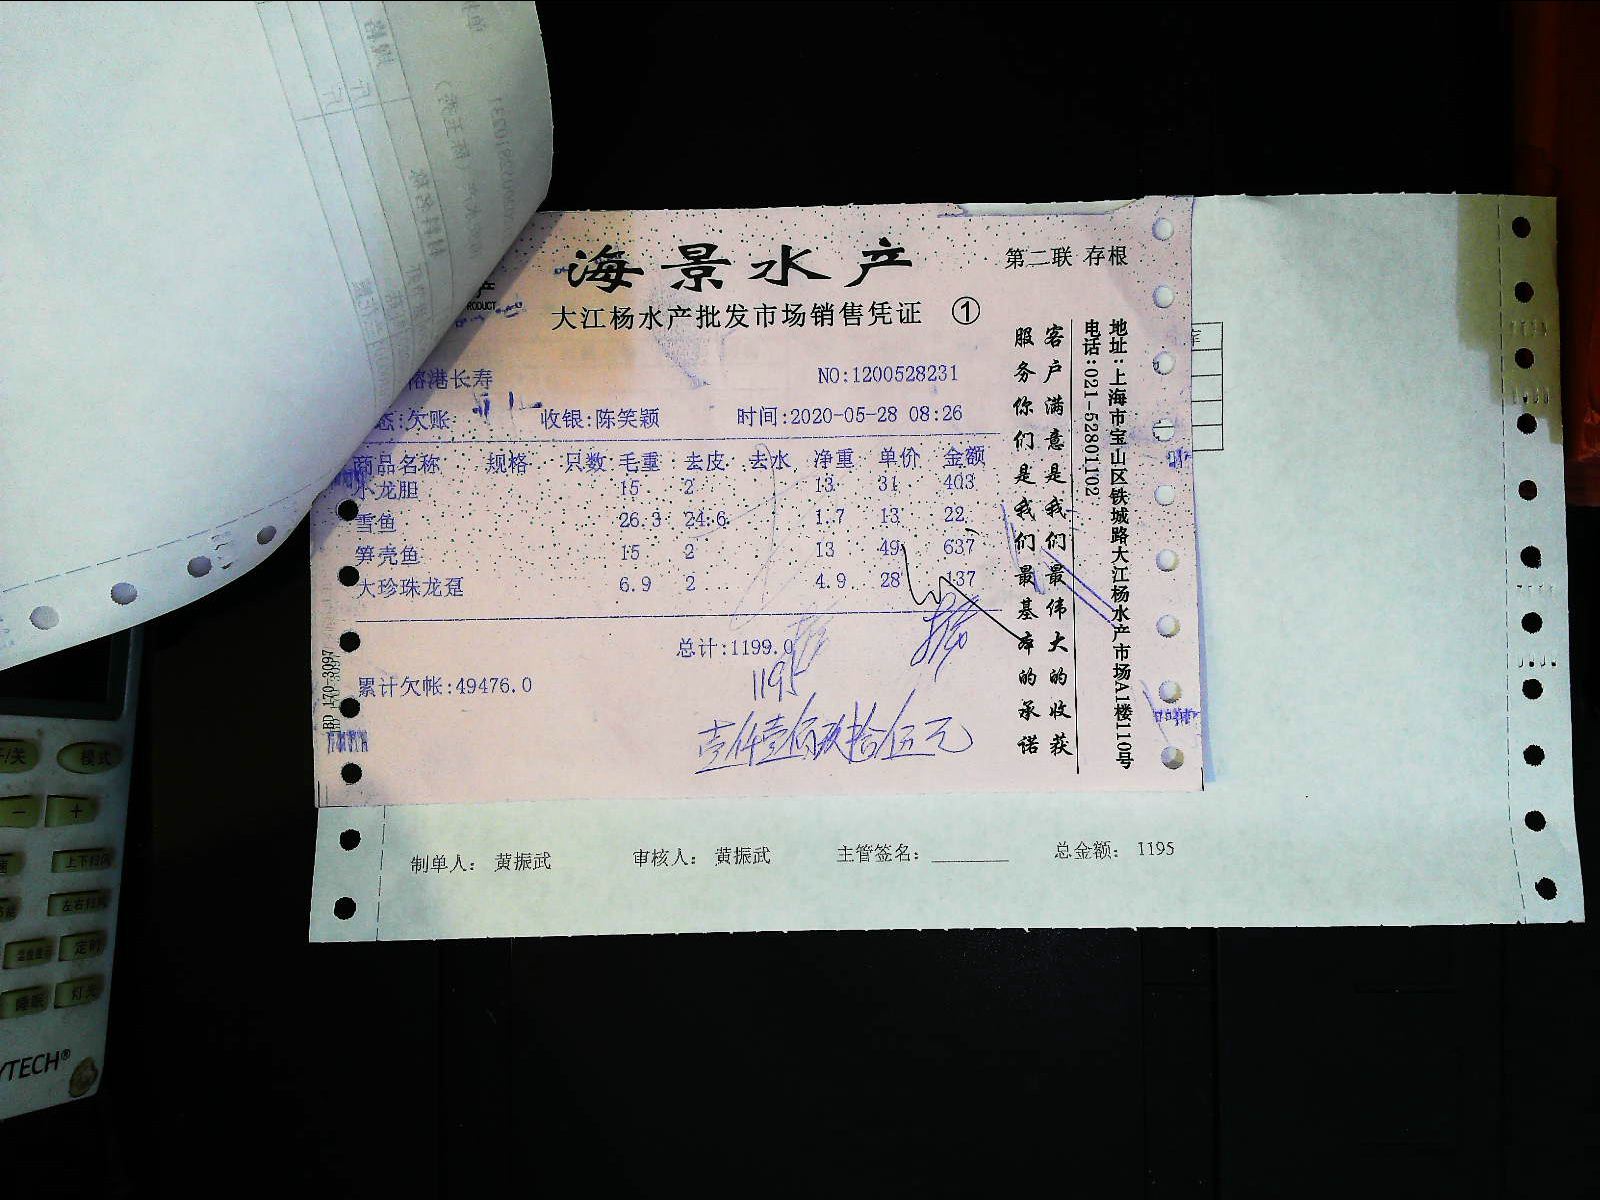 海景水产
第二联 存根
大江杨水产批发市场销售凭证 ①
港长寿
NO:1200528231
:欠账 收银:陈笑颖 时间:2020-05-28 08:26
商品名称 规格 只数 毛重 去皮 去水 净重 单价 金额
小龙胆 15 2 13 31 403
雪鱼 26.3 24.6 1.7 13 22
笋壳鱼 15 2 13 49 637
大珍珠龙趸 6.9 2 4.9 28 137
总计:1199.0
1195
累计欠帐:49476.0
壹仟壹佰玖拾伍元
客户满意是我们最伟大的收获
服务你们是我们最基本的承诺
地址:上海市宝山区铁城路大江杨水产市场A1楼110号
电话:021-52801102
制单人: 黄振武 审核人: 黄振武 主管签名: 总金额: 1195
模式
－ ＋
定时
睡眠 灯光
YTECH®